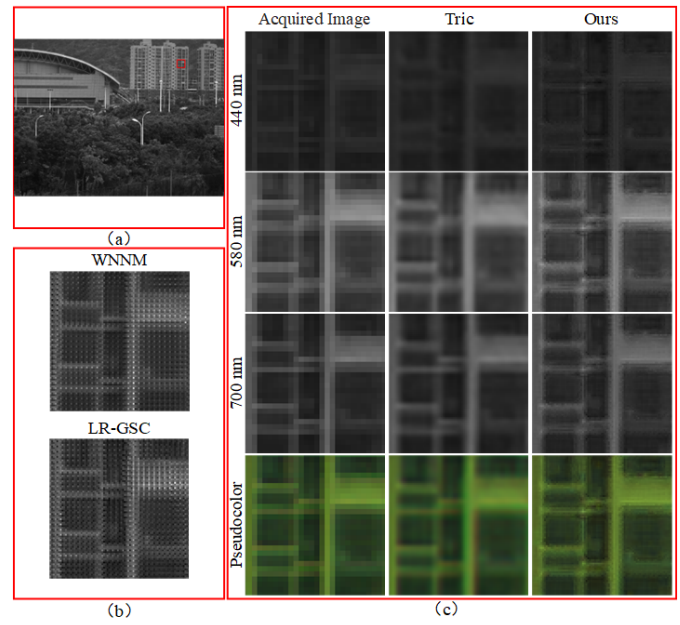 (a)
WNNM
LR-GSC
(b)
Acquired Image
Tric
Ours
440 nm
580 nm
700 nm
Pseudocolor
(c)